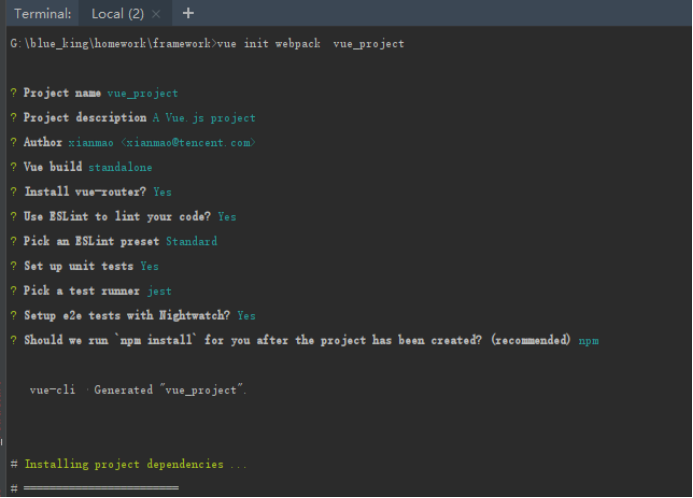 Terminal: Local (2) × +
G:\blue_king\homework\framework>vue init webpack  vue_project
? Project name vue_project
? Project description A Vue.js project
? Author xianmao <xianmao@tencent.com>
? Vue build standalone
? Install vue-router? Yes
? Use ESLint to lint your code? Yes
? Pick an ESLint preset Standard
? Set up unit tests Yes
? Pick a test runner jest
? Setup e2e tests with Nightwatch? Yes
? Should we run `npm install` for you after the project has been created? (recommended) npm
vue-cli · Generated "vue_project".
# Installing project dependencies ...
# ========================